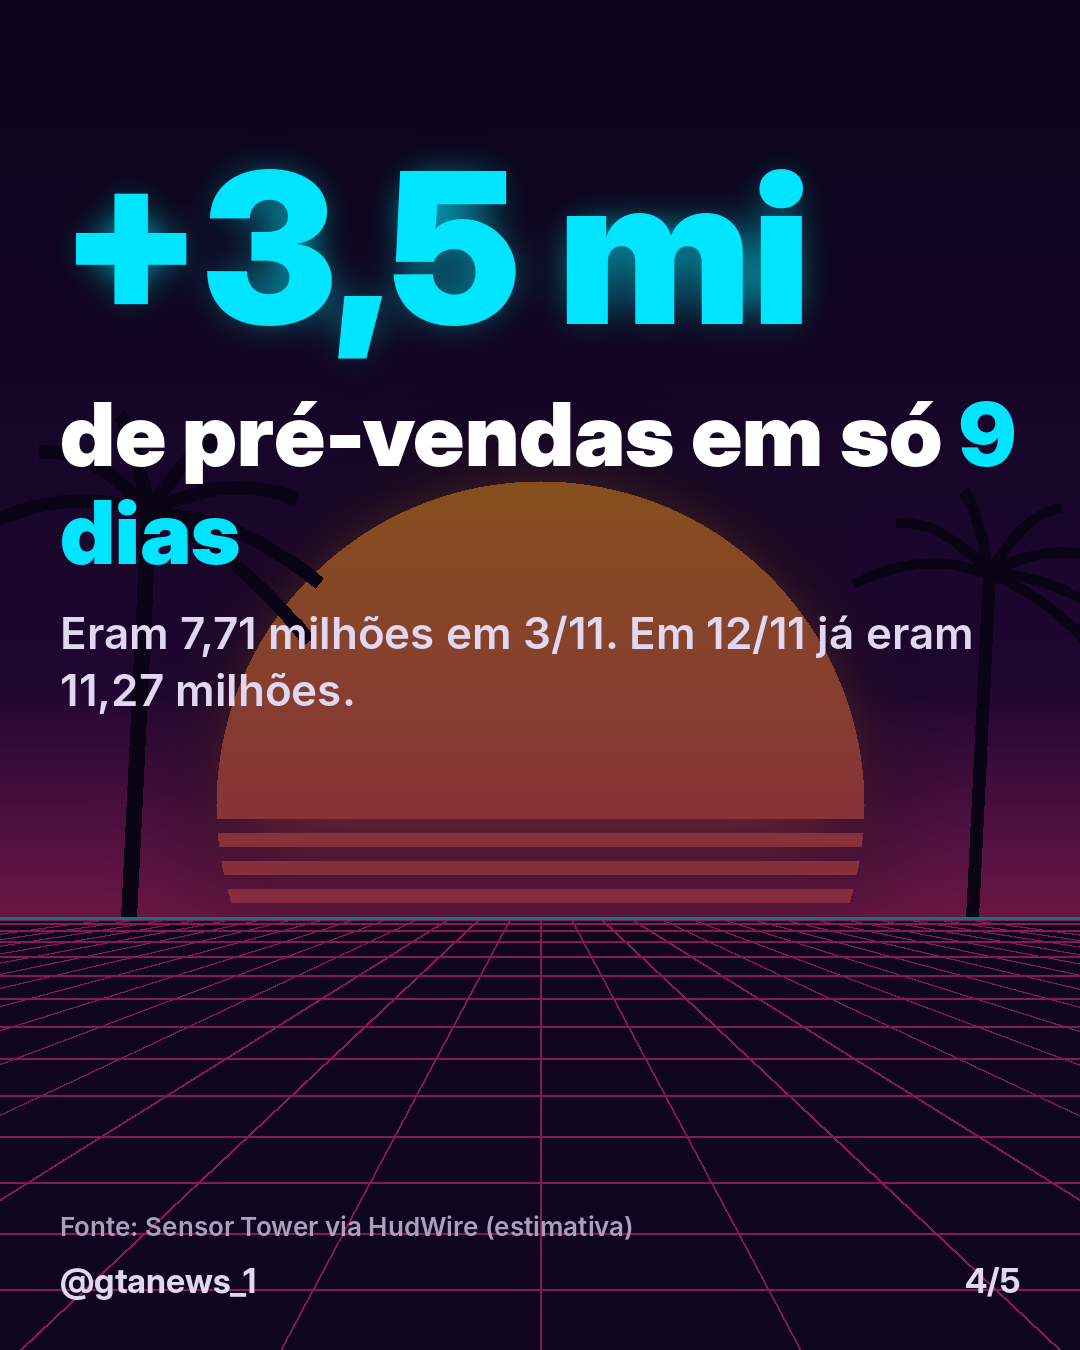 +3,5 mi
de pré-vendas em só 9
dias
Eram 7,71 milhões em 3/11. Em 12/11 já eram
11,27 milhões.
Fonte: Sensor Tower via HudWire (estimativa)
@gtanews_1
4/5